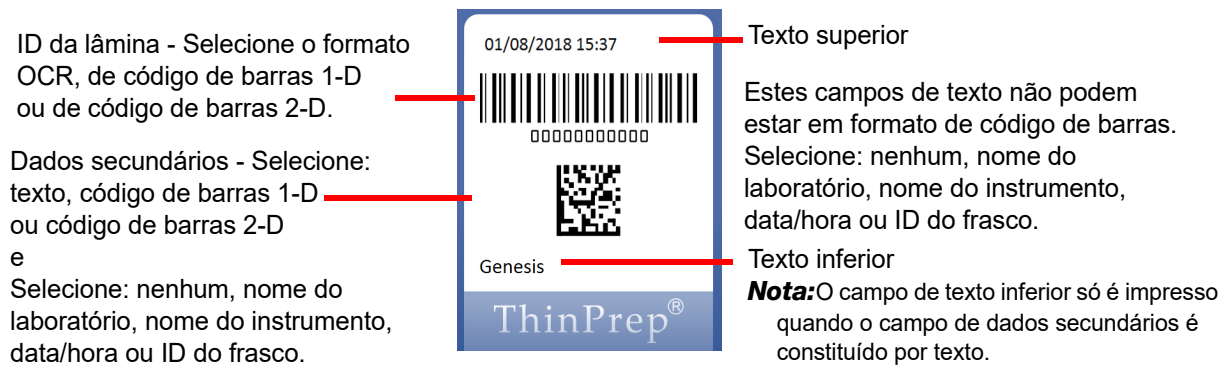 ID da lâmina - Selecione o formato
OCR, de código de barras 1-D
ou de código de barras 2-D.
Dados secundários - Selecione:
texto, código de barras 1-D
ou código de barras 2-D
e
Selecione: nenhum, nome do
laboratório, nome do instrumento,
data/hora ou ID do frasco.
01/08/2018 15:37
00000000000
Genesis
ThinPrep®
Texto superior
Estes campos de texto não podem
estar em formato de código de barras.
Selecione: nenhum, nome do
laboratório, nome do instrumento,
data/hora ou ID do frasco.
Texto inferior
Nota:O campo de texto inferior só é impresso
quando o campo de dados secundários é
constituído por texto.